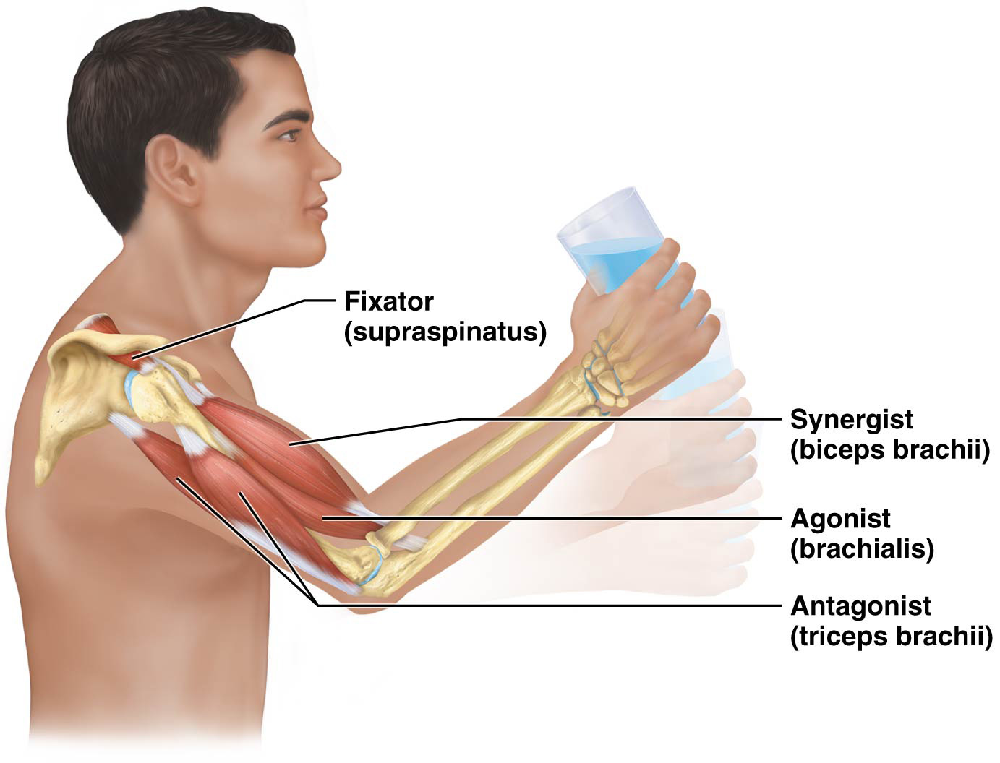 Fixator
(supraspinatus)
Synergist
(biceps brachii)
Agonist
(brachialis)
Antagonist
(triceps brachii)